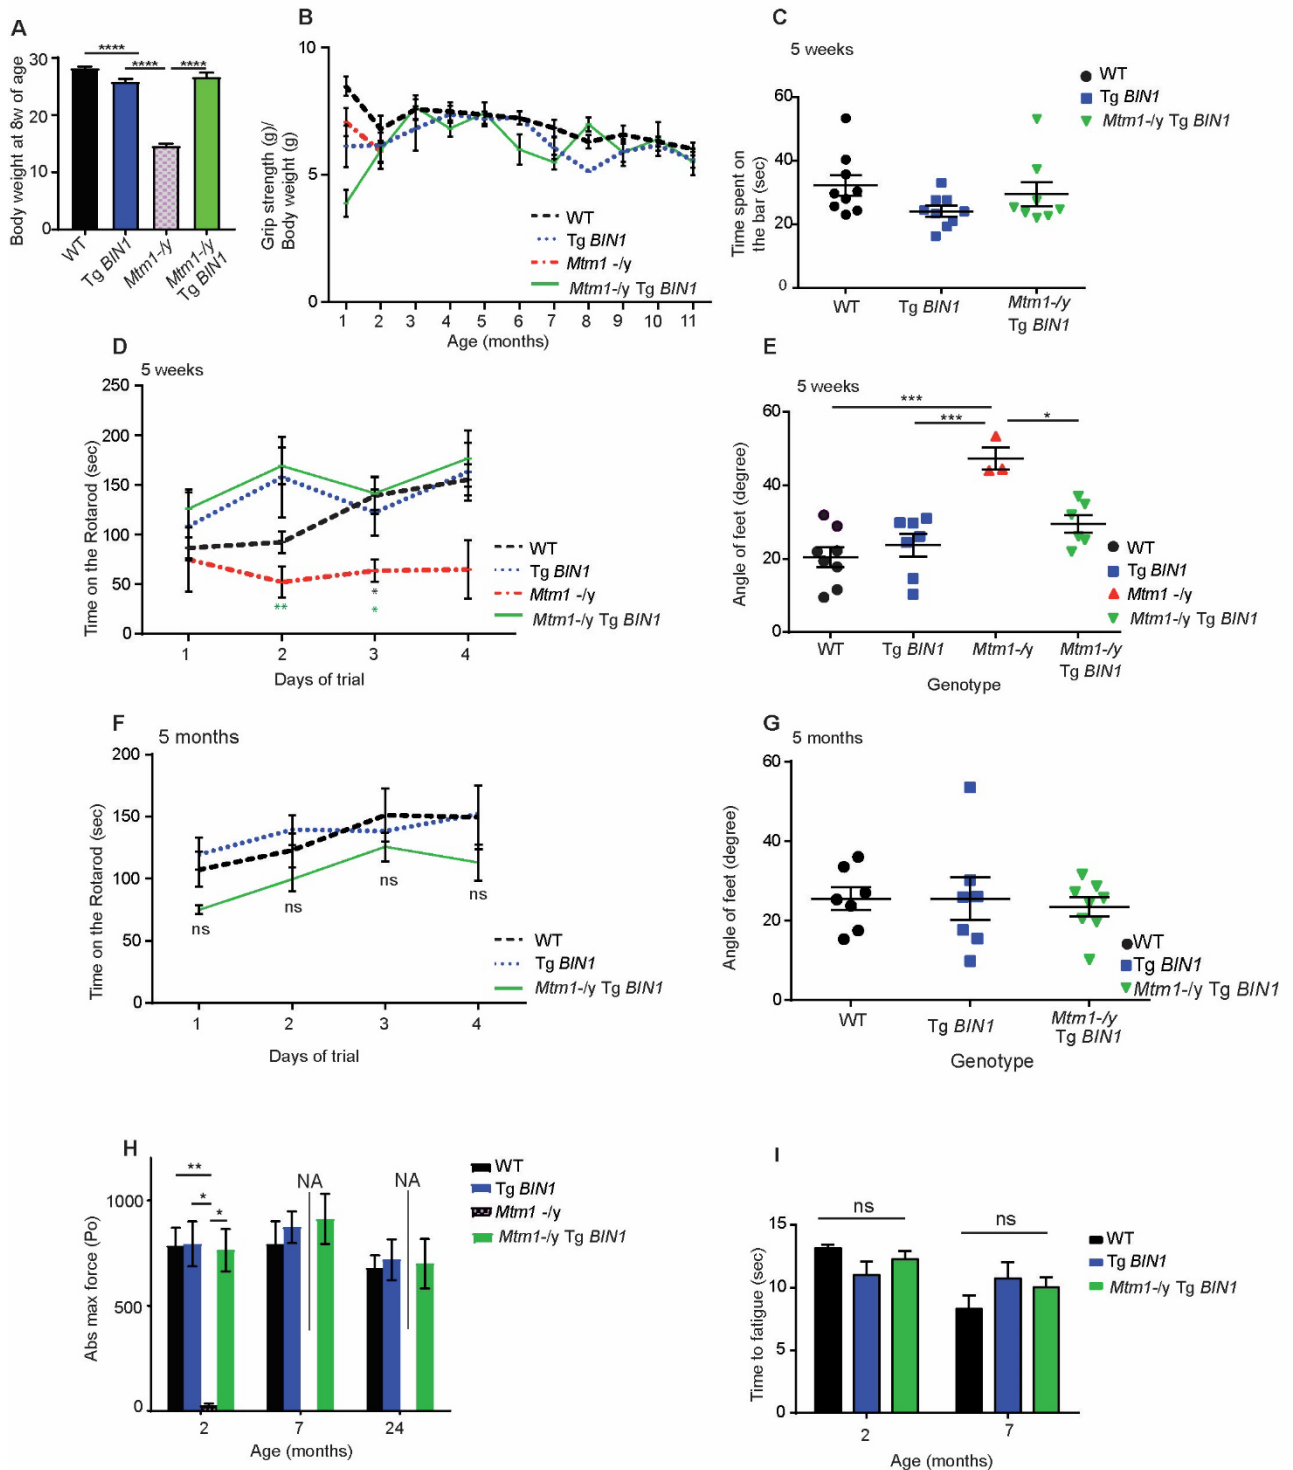 A
Body weight at 8w of age
30
20
10
0
****
**** ****
WT
Tg BIN1
Mtm1-/y
Mtm1-/y
Tg BIN1
B
Grip strength (g)/
Body weight (g)
10
5
0
WT
Tg BIN1
Mtm1 -/y
Mtm1-/y Tg BIN1
1 2 3 4 5 6 7 8 9 10 11
Age (months)
C
5 weeks
WT
Tg BIN1
Mtm1-/y Tg BIN1
Time spent on
the bar (sec)
60
40
20
0
WT Tg BIN1 Mtm1-/y
Tg BIN1
D
5 weeks
Time on the Rotarod (sec)
250
200
150
100
50
0
** * *
WT
Tg BIN1
Mtm1 -/y
Mtm1-/y Tg BIN1
1 2 3 4
Days of trial
E
5 weeks
Angle of feet (degree)
60
40
20
0
***
*** *
WT
Tg BIN1
Mtm1 -/y
Mtm1-/y Tg BIN1
WT Tg BIN1 Mtm1-/y Mtm1-/y
Tg BIN1
Genotype
F
5 months
Time on the Rotarod (sec)
200
150
100
50
0
ns ns ns ns
WT
Tg BIN1
Mtm1-/y Tg BIN1
1 2 3 4
Days of trial
G
5 months
Angle of feet (degree)
60
40
20
0
WT
Tg BIN1
Mtm1-/y Tg BIN1
WT Tg BIN1 Mtm1-/y
Tg BIN1
Genotype
H
Abs max force (Po)
1000
500
0
**
*
*
NA NA
WT
Tg BIN1
Mtm1 -/y
Mtm1-/y Tg BIN1
2 7 24
Age (months)
I
Time to fatigue (sec)
15
10
5
0
ns ns
WT
Tg BIN1
Mtm1-/y Tg BIN1
2 7
Age (months)